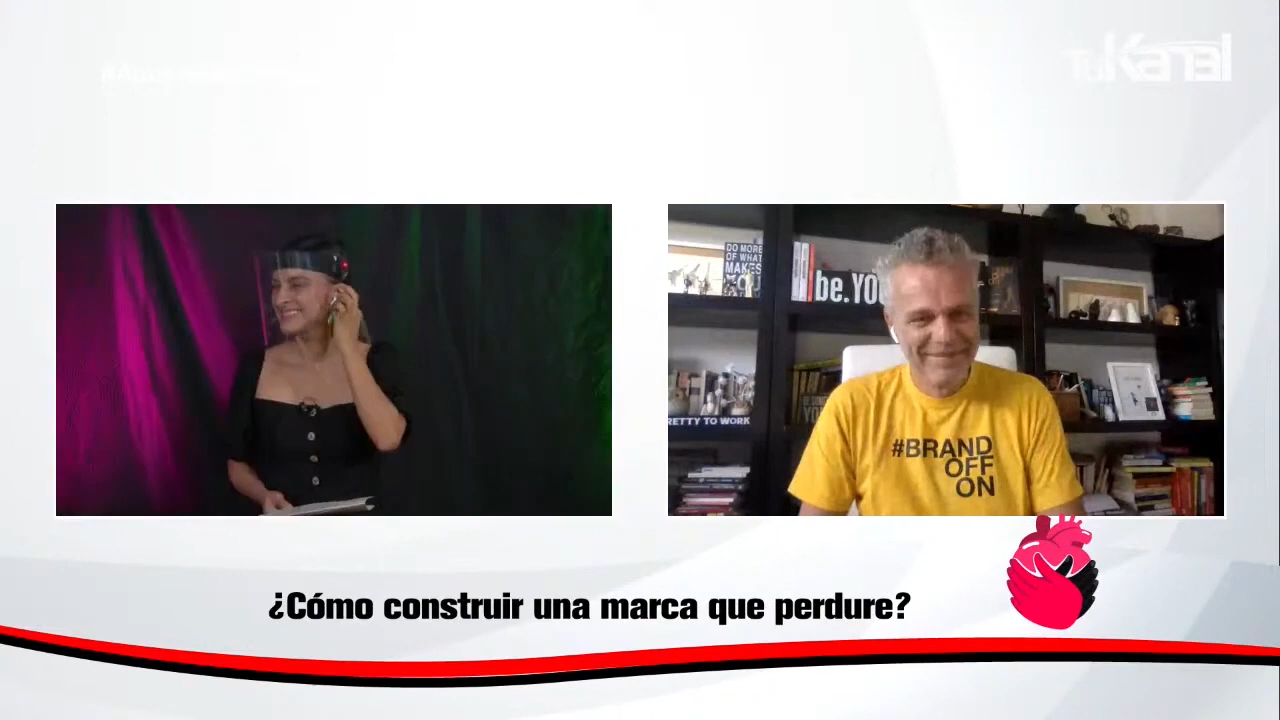 TuKanal
DO MORE
OF WHAT
MAKES
YOU
be.YO
RETTY TO WORK
#BRAND
OFF
ON
¿Cómo construir una marca que perdure?